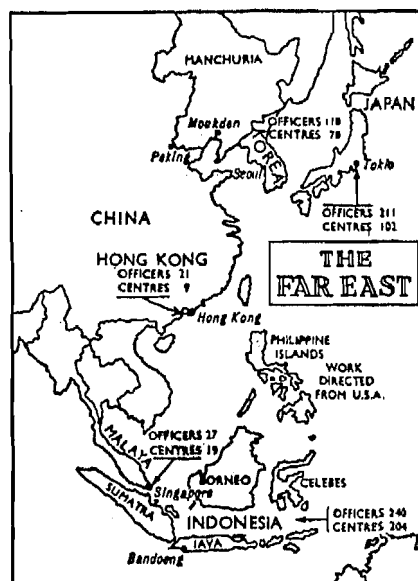 MANCHURIA
Moukden
JAPAN
OFFICERS 118
CENTRES 78
KOREA
Peking
Seoul
Tokio
OFFICERS 211
CENTRES 102
CHINA
HONG KONG
OFFICERS 21
CENTRES 9
Hong Kong
THE
FAR EAST
PHILIPPINE
ISLANDS
WORK
DIRECTED
FROM U.S.A.
MALAYA
OFFICERS 27
CENTRES 19
Singapore
BORNEO
CELEBES
SUMATRA
INDONESIA
OFFICERS 240
CENTRES 204
JAVA
Bandoeng